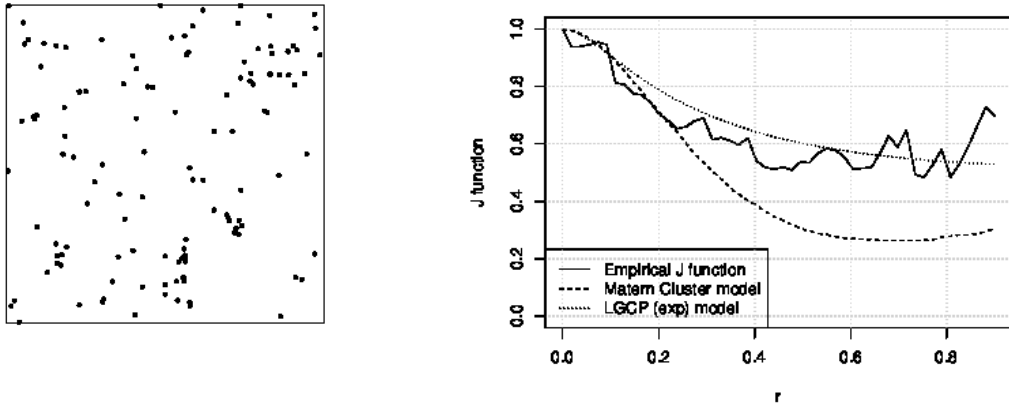 J function
1.0
0.8
0.6
0.4
0.2
0.0
Empirical J function
Matern Cluster model
LGCP (exp) model
0.0 0.2 0.4 0.6 0.8
r